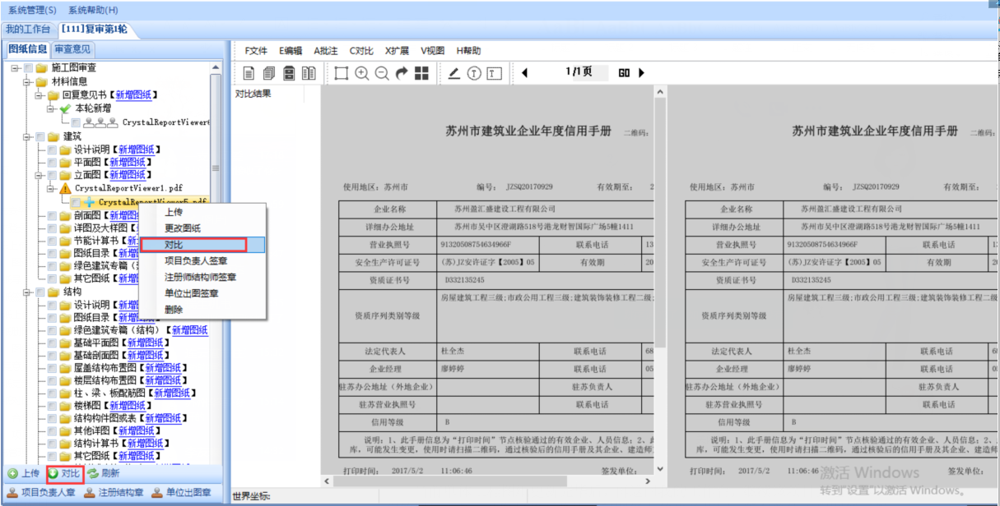 系统管理(S) 系统帮助(H)
我的工作台 [111]复审第1轮
图纸信息 审查意见
施工图审查
材料信息
回复意见书【新增图纸】
本轮新增
CrystalReportViewer
建筑
设计说明【新增图纸】
平面图【新增图纸】
立面图【新增图纸】
CrystalReportViewer1.pdf
CrystalReportViewer5.pdf
剖面图【新
详图及大样图【
节能计算书【新
图纸目录【新增
绿色建筑专篇
其它图纸【新增
结构
设计说明【新增
图纸目录【新增图纸】
绿色建筑专篇（结构）【新增图纸
基础平面图【新增图纸】
基础剖面图【新增图纸】
屋盖结构布置图【新增图纸】
楼层结构布置图【新增图纸】
柱、梁、板配筋图【新增图纸】
楼梯图【新增图纸】
结构构件图或表【新增图纸】
其他详图【新增图纸】
结构计算书【新增图纸】
其它图纸【新增图纸】
上传 对比 刷新
项目负责人章 注册结构章 单位出图章
上传
更改图纸
对比
项目负责人签章
注册师结构师签章
单位出图签章
删除
F文件 E编辑 A批注 C对比 X扩展 V视图 H帮助
1/1页 GO
对比结果
世界坐标:
苏州市建筑业企业年度信用手册 二维码:
使用地区: 苏州市 编号: JZSQ20170929 有效期至: 2
企业名称 苏州盈汇盛建设工程有限公司
详细办公地址 苏州市吴中区澄湖路518号港龙财智国际广场5幢1411
营业执照号 91320508754634966F 联系电话 13
安全生产许可证号 (苏)JZ安许证字【2005】05 有效期 20
资质证书号 D332135245
资质序列类别等级 房屋建筑工程三级;市政公用工程三级;建筑装饰装修工程二级;
法定代表人 杜全杰 联系电话 68
企业经理 廖婷婷 联系电话 05
驻苏办公地址（外地企业） 驻苏负责人
驻苏营业执照号 联系电话
信用等级 B
说明: 1、此手册信息为“打印时间”节点核验通过的有效企业、人员信息; 2、
库，可能发生变更，使用时请扫描二维码，通过核验后的信用手册及其企业、建造师
打印时间: 2017/5/2 11:06:46 签发单位:
苏州市建筑业企业年度信用手册 二维码:
使用地区: 苏州市 编号: JZSQ20170929 有效期至:
企业名称 苏州盈汇盛建设工程有限公司
详细办公地址 苏州市吴中区澄湖路518号港龙财智国际广场5幢1411
营业执照号 91320508754634966F 联系电话
安全生产许可证号 (苏)JZ安许证字【2005】05 有效期
资质证书号 D332135245
资质序列类别等级 房屋建筑工程三级;市政公用工程三级;建筑装饰装修工程二级
法定代表人 杜全杰 联系电话
企业经理 廖婷婷 联系电话
驻苏办公地址（外地企业） 驻苏负责人
驻苏营业执照号 联系电话
信用等级 B
说明: 1、此手册信息为“打印时间”节点核验通过的有效企业、人员信息; 2、
库，可能发生变更，使用时请扫描二维码，通过核验后的信用手册及其企业、建造师
打印时间: 2017/5/2 11:06:46 签发单位:
激活 Windows
转到“设置”以激活 Windows。